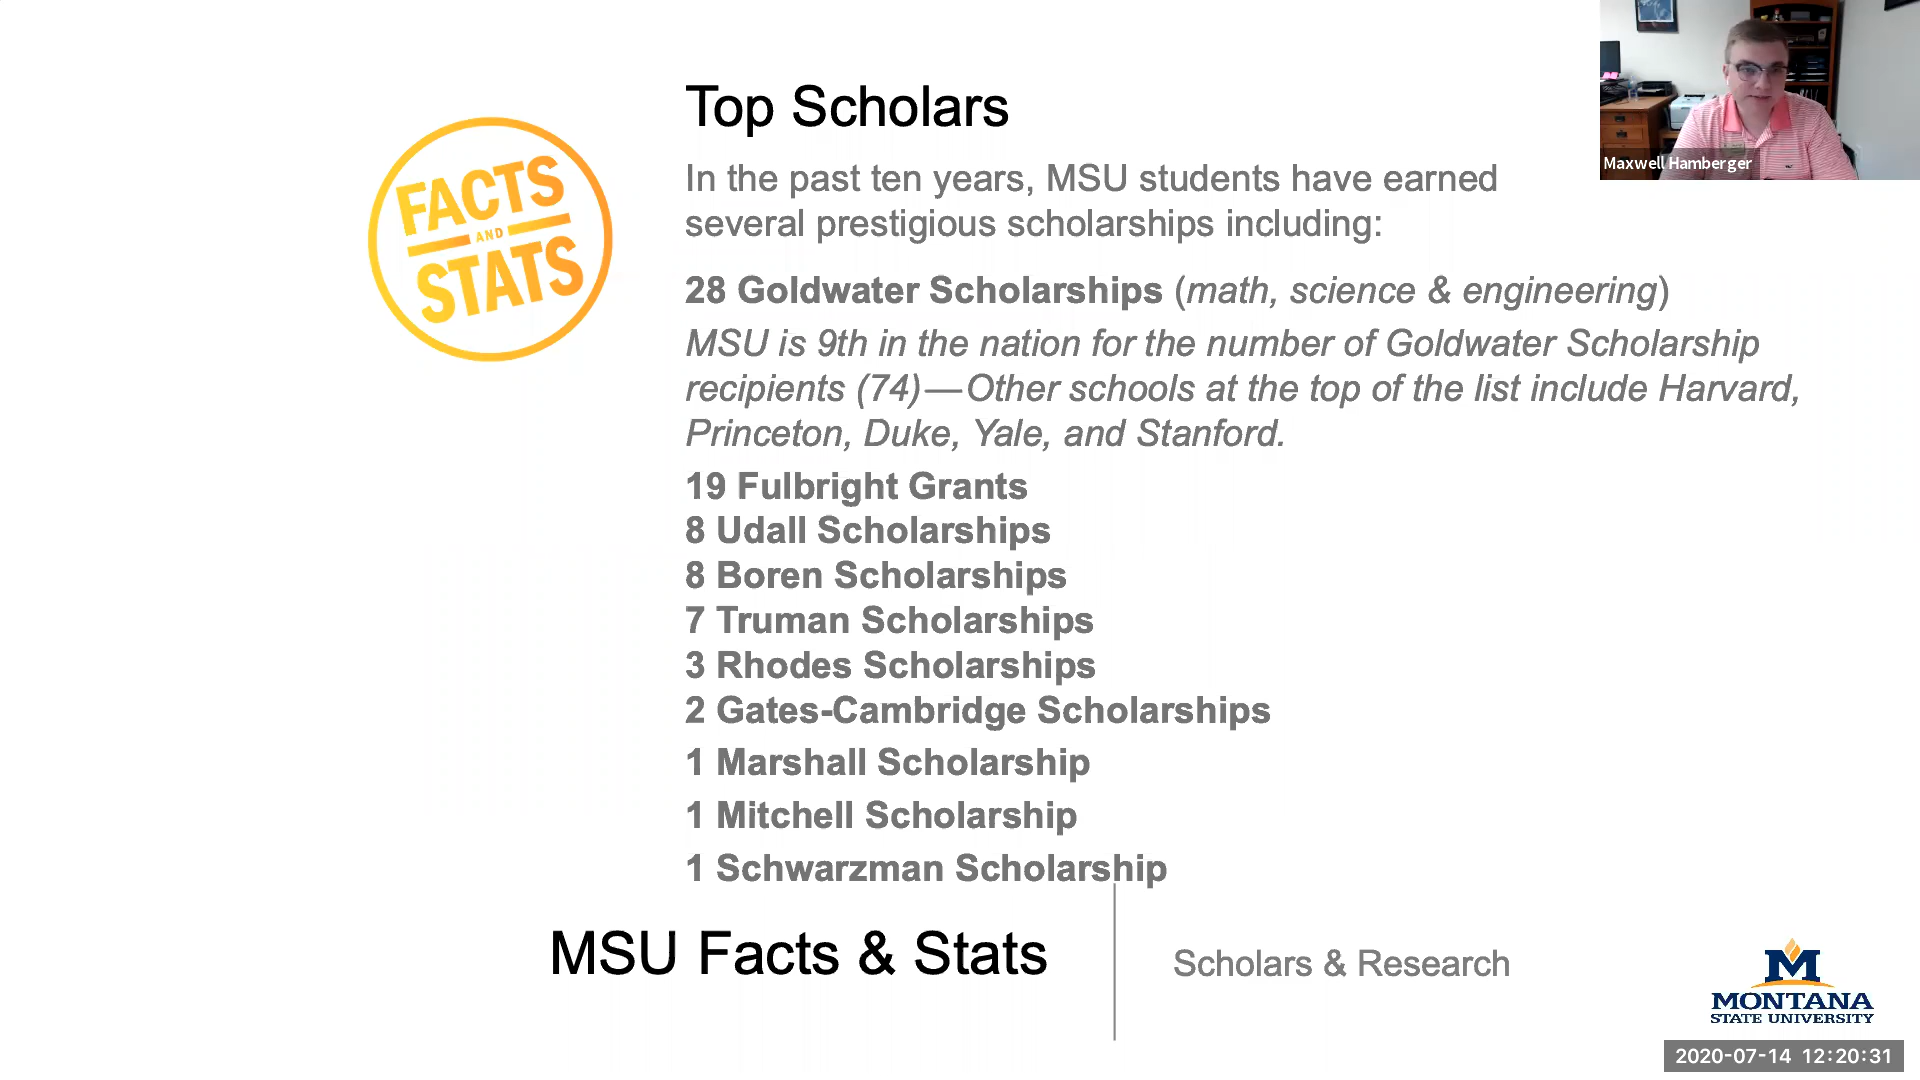 Top Scholars
In the past ten years, MSU students have earned
several prestigious scholarships including:
28 Goldwater Scholarships (math, science & engineering)
MSU is 9th in the nation for the number of Goldwater Scholarship
recipients (74)—Other schools at the top of the list include Harvard,
Princeton, Duke, Yale, and Stanford.
19 Fulbright Grants
8 Udall Scholarships
8 Boren Scholarships
7 Truman Scholarships
3 Rhodes Scholarships
2 Gates-Cambridge Scholarships
1 Marshall Scholarship
1 Mitchell Scholarship
1 Schwarzman Scholarship
FACTS
AND
STATS
Maxwell Hamberger
MSU Facts & Stats
Scholars & Research
M
MONTANA
STATE UNIVERSITY
2020-07-14 12:20:31